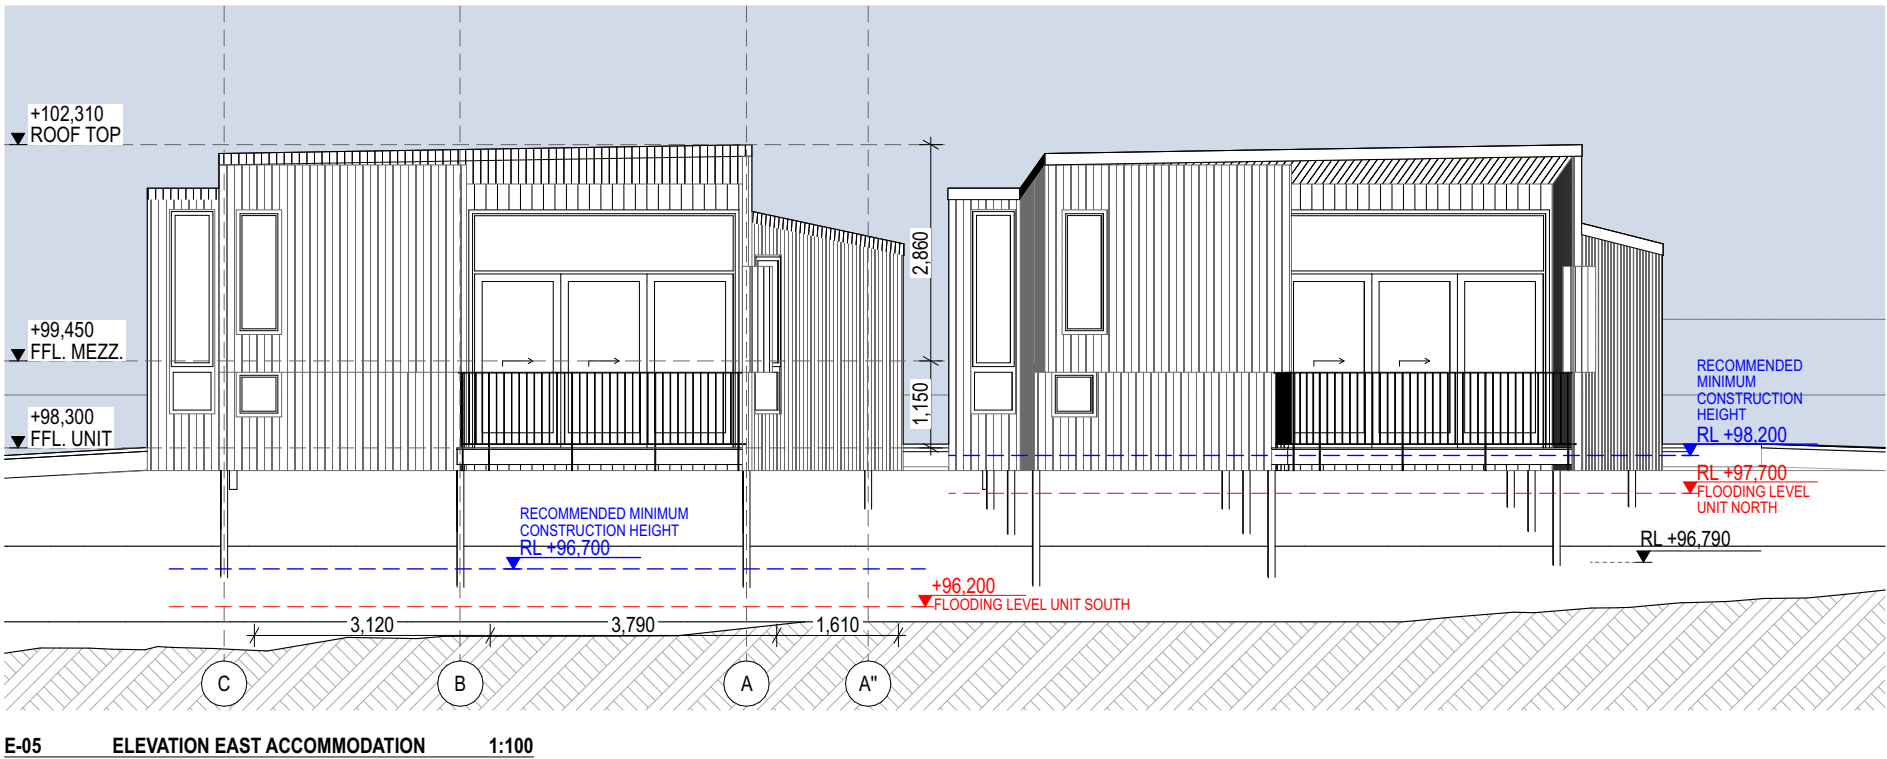 +102,310
ROOF TOP
+99,450
FFL. MEZZ.
+98,300
FFL. UNIT
2,860
1,150
RECOMMENDED
MINIMUM
CONSTRUCTION
HEIGHT
RL +98,200
RL +97,700
FLOODING LEVEL
UNIT NORTH
RL +96,790
RECOMMENDED MINIMUM
CONSTRUCTION HEIGHT
RL +96,700
+96,200
FLOODING LEVEL UNIT SOUTH
3,120 3,790 1,610
C B A A"
E-05 ELEVATION EAST ACCOMMODATION 1:100